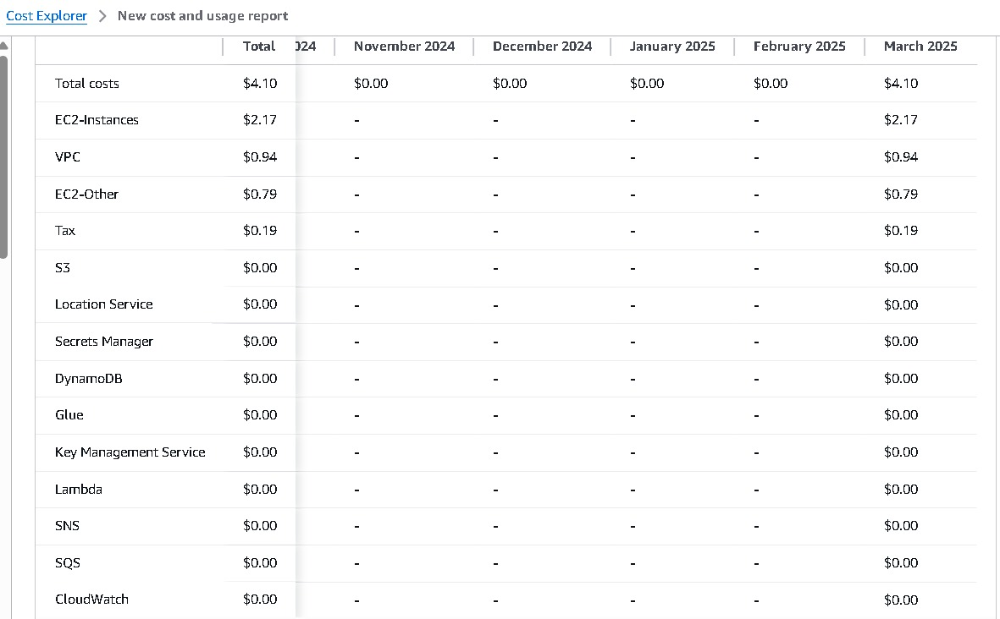 Cost Explorer > New cost and usage report
Total 024 November 2024 December 2024 January 2025 February 2025 March 2025
Total costs $4.10 $0.00 $0.00 $0.00 $0.00 $4.10
EC2-Instances $2.17 - - - - $2.17
VPC $0.94 - - - - $0.94
EC2-Other $0.79 - - - - $0.79
Tax $0.19 - - - - $0.19
S3 $0.00 - - - - $0.00
Location Service $0.00 - - - - $0.00
Secrets Manager $0.00 - - - - $0.00
DynamoDB $0.00 - - - - $0.00
Glue $0.00 - - - - $0.00
Key Management Service $0.00 - - - - $0.00
Lambda $0.00 - - - - $0.00
SNS $0.00 - - - - $0.00
SQS $0.00 - - - - $0.00
CloudWatch $0.00 - - - - $0.00